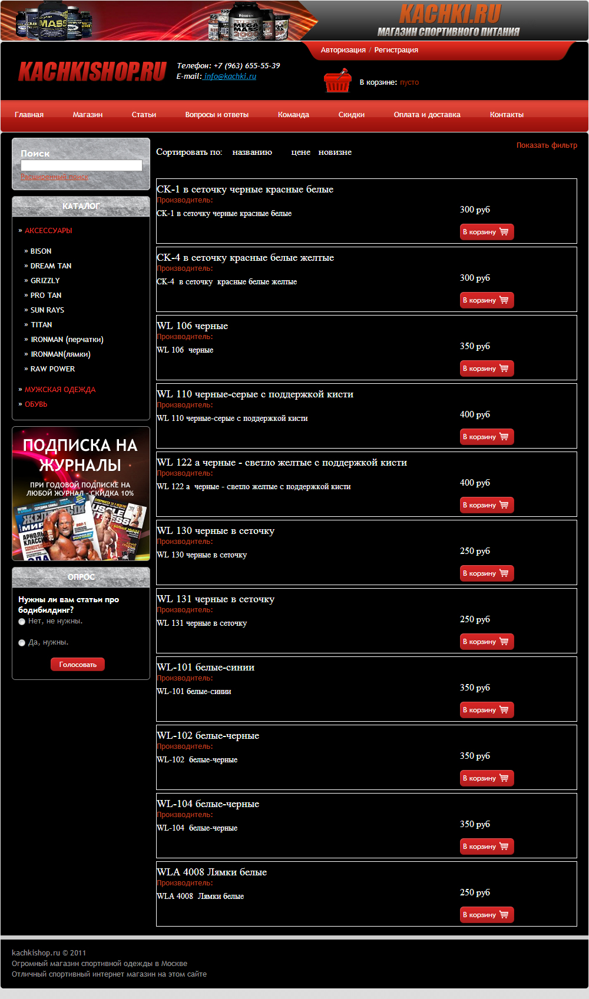 KACHKI.RU
МАГАЗИН СПОРТИВНОГО ПИТАНИЯ
Авторизация / Регистрация
KACHKISHOP.RU
Телефон: +7 (963) 655-55-39
E-mail: info@kachki.ru
В корзине: пусто
Главная
Магазин
Статьи
Вопросы и ответы
Команда
Скидки
Оплата и доставка
Контакты
Поиск
Расширенный поиск
КАТАЛОГ
» АКСЕССУАРЫ
» BISON
» DREAM TAN
» GRIZZLY
» PRO TAN
» SUN RAYS
» TITAN
» IRONMAN (перчатки)
» IRONMAN(лямки)
» RAW POWER
» МУЖСКАЯ ОДЕЖДА
» ОБУВЬ
ПОДПИСКА НА
ЖУРНАЛЫ
ПРИ ГОДОВОЙ ПОДПИСКЕ НА
ЛЮБОЙ ЖУРНАЛ - СКИДКА 10%
ОПРОС
Нужны ли вам статьи про
бодибилдинг?
Нет, не нужны.
Да, нужны.
Голосовать
Показать фильтр
Сортировать по: названию цене новизне
СК-1 в сеточку черные красные белые
Производитель:
СК-1 в сеточку черные красные белые
300 руб
В корзину
СК-4 в сеточку красные белые желтые
Производитель:
СК-4 в сеточку красные белые желтые
300 руб
В корзину
WL 106 черные
Производитель:
WL 106 черные
350 руб
В корзину
WL 110 черные-серые с поддержкой кисти
Производитель:
WL 110 черные-серые с поддержкой кисти
400 руб
В корзину
WL 122 а черные - светло желтые с поддержкой кисти
Производитель:
WL 122 а черные - светло желтые с поддержкой кисти
400 руб
В корзину
WL 130 черные в сеточку
Производитель:
WL 130 черные в сеточку
250 руб
В корзину
WL 131 черные в сеточку
Производитель:
WL 131 черные в сеточку
250 руб
В корзину
WL-101 белые-синии
Производитель:
WL-101 белые-синии
350 руб
В корзину
WL-102 белые-черные
Производитель:
WL-102 белые-черные
350 руб
В корзину
WL-104 белые-черные
Производитель:
WL-104 белые-черные
350 руб
В корзину
WLA 4008 Лямки белые
Производитель:
WLA 4008 Лямки белые
250 руб
В корзину
kachkishop.ru © 2011
Огромный магазин спортивной одежды в Москве
Отличный спортивный интернет магазин на этом сайте